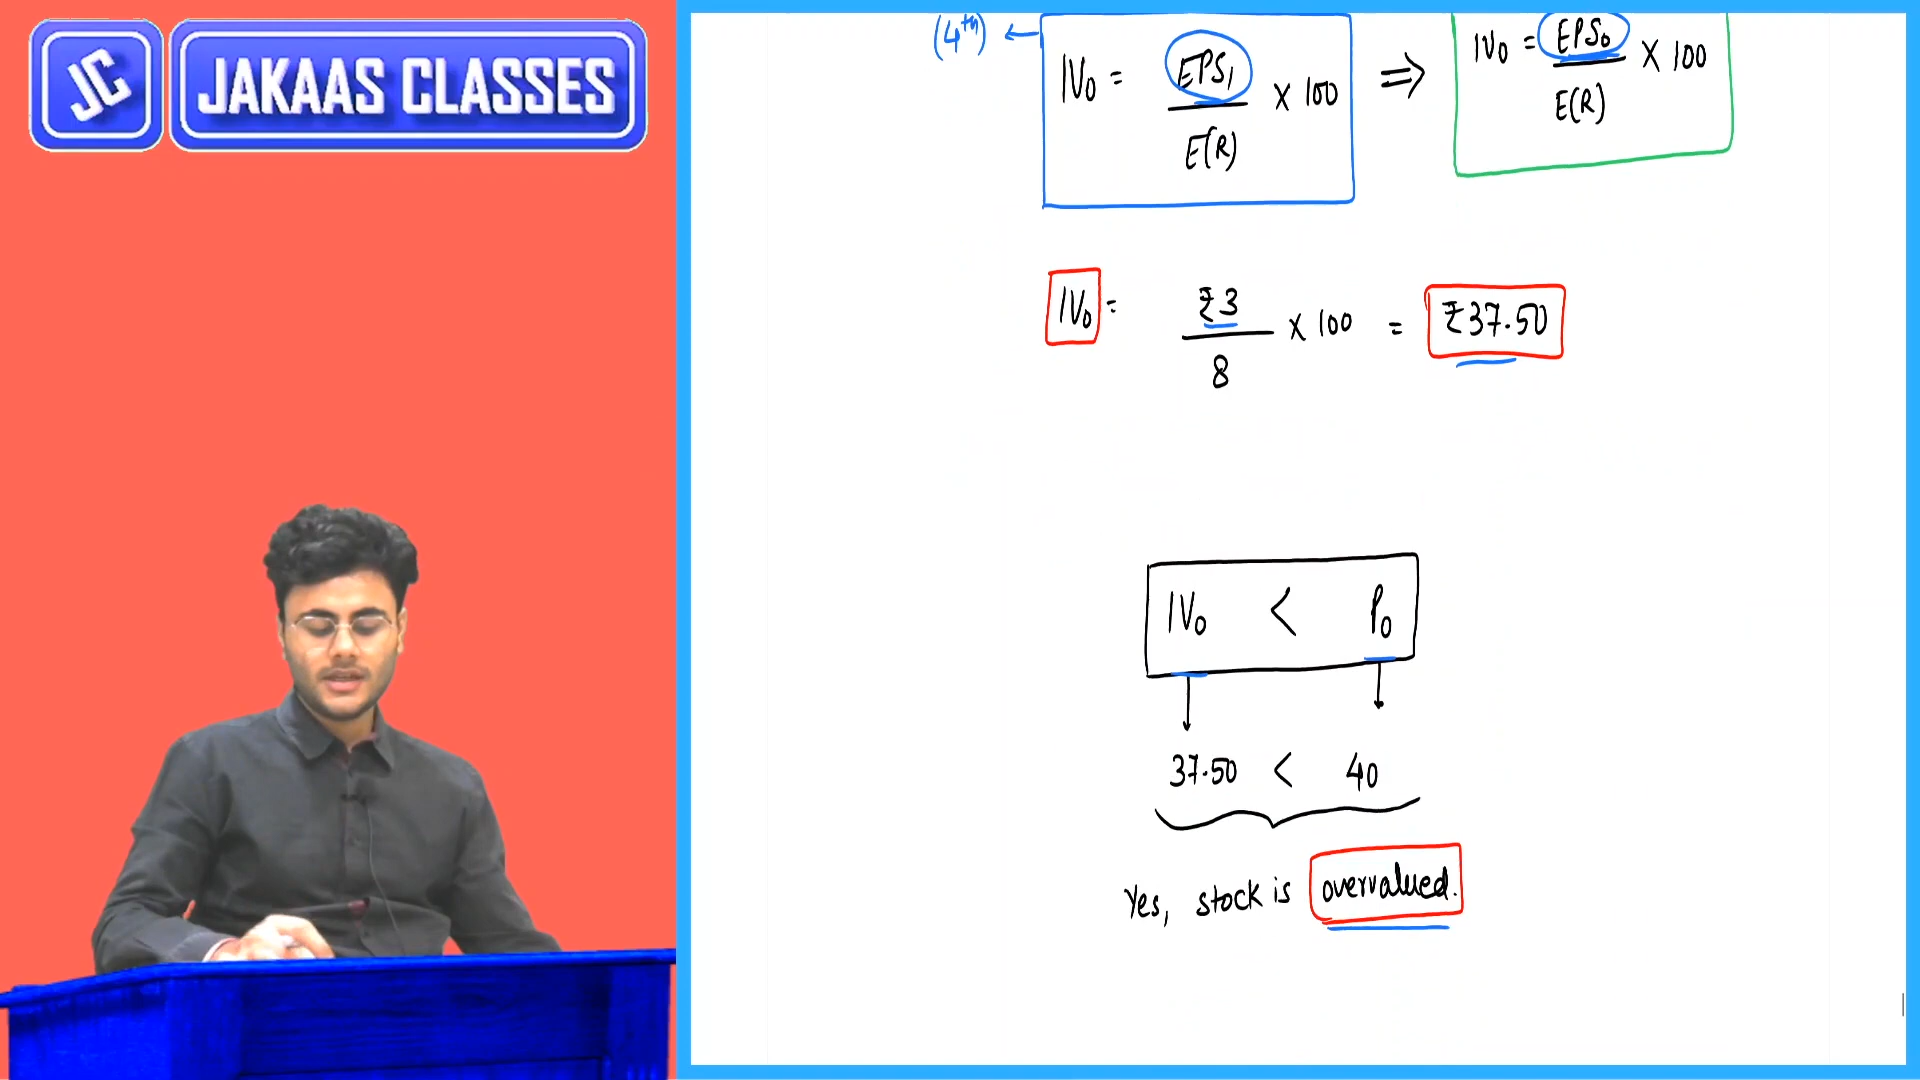 JC JAKAAS CLASSES
(4th) ← IV₀ = EPS₁ / E(R) × 100 ⇒ IV₀ = EPS₀ / E(R) × 100
IV₀ = ₹3 / 8 × 100 = ₹37.50
IV₀ < P₀
37.50 < 40
Yes, stock is overvalued.